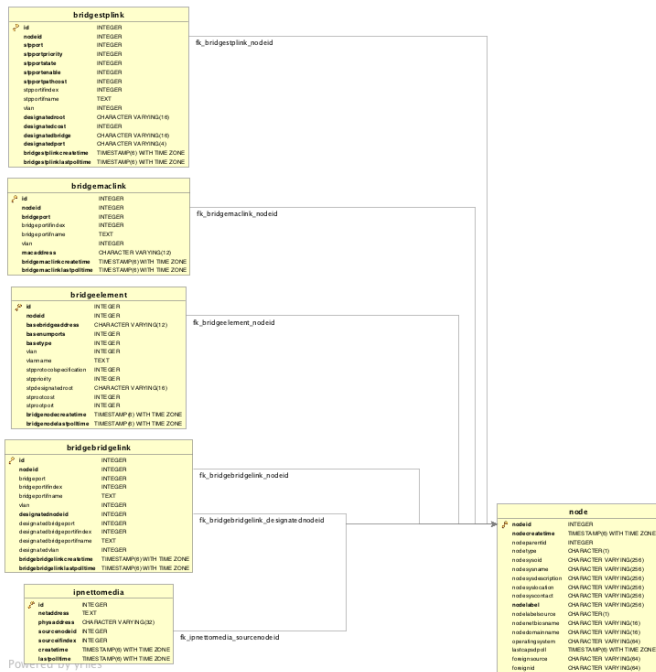 bridgestplink
id INTEGER
nodeid INTEGER
stpport INTEGER
stpportpriority INTEGER
stpportstate INTEGER
stpportenable INTEGER
stpportpathcost INTEGER
stpportifindex INTEGER
stpportifname TEXT
vlan INTEGER
designatedroot CHARACTER VARYING(16)
designatedcost INTEGER
designatedbridge CHARACTER VARYING(16)
designatedport CHARACTER VARYING(4)
bridgestplinkcreatetime TIMESTAMP(6) WITH TIME ZONE
bridgestplinklastpolltime TIMESTAMP(6) WITH TIME ZONE
fk_bridgestplink_nodeid
bridgemaclink
id INTEGER
nodeid INTEGER
bridgeport INTEGER
bridgeportifindex INTEGER
bridgeportifname TEXT
vlan INTEGER
macaddress CHARACTER VARYING(12)
bridgemaclinkcreatetime TIMESTAMP(6) WITH TIME ZONE
bridgemaclinklastpolltime TIMESTAMP(6) WITH TIME ZONE
fk_bridgemaclink_nodeid
bridgeelement
id INTEGER
nodeid INTEGER
basebridgeaddress CHARACTER VARYING(12)
basenumports INTEGER
basetype INTEGER
vlan INTEGER
vlanname TEXT
stpprotocolspecification INTEGER
stppriority INTEGER
stpdesignatedroot CHARACTER VARYING(16)
stprootcost INTEGER
stprootport INTEGER
bridgenodecreatetime TIMESTAMP(6) WITH TIME ZONE
bridgenodelastpolltime TIMESTAMP(6) WITH TIME ZONE
fk_bridgeelement_nodeid
bridgebridgelink
id INTEGER
nodeid INTEGER
bridgeport INTEGER
bridgeportifindex INTEGER
bridgeportifname TEXT
vlan INTEGER
designatednodeid INTEGER
designatedbridgeport INTEGER
designatedbridgeportifindex INTEGER
designatedbridgeportifname TEXT
designatedvlan INTEGER
bridgebridgelinkcreatetime TIMESTAMP(6) WITH TIME ZONE
bridgebridgelinklastpolltime TIMESTAMP(6) WITH TIME ZONE
fk_bridgebridgelink_nodeid
fk_bridgebridgelink_designatednodeid
ipnettomedia
id INTEGER
netaddress TEXT
physaddress CHARACTER VARYING(32)
sourcenodeid INTEGER
sourceifindex INTEGER
createtime TIMESTAMP(6) WITH TIME ZONE
lastpolltime TIMESTAMP(6) WITH TIME ZONE
fk_ipnettomedia_sourcenodeid
node
nodeid INTEGER
nodecreatetime TIMESTAMP(6) WITH TIME ZONE
nodeparentid INTEGER
nodetype CHARACTER(1)
nodesysoid CHARACTER VARYING(256)
nodesysname CHARACTER VARYING(256)
nodesysdescription CHARACTER VARYING(256)
nodesyslocation CHARACTER VARYING(256)
nodesyscontact CHARACTER VARYING(256)
nodelabel CHARACTER VARYING(256)
nodelabelsource CHARACTER(1)
nodenetbiosname CHARACTER VARYING(16)
nodedomainname CHARACTER VARYING(16)
operatingsystem CHARACTER VARYING(64)
lastcapsdpoll TIMESTAMP(6) WITH TIME ZONE
foreignsource CHARACTER VARYING(64)
foreignid CHARACTER VARYING(64)
Powered by yFiles